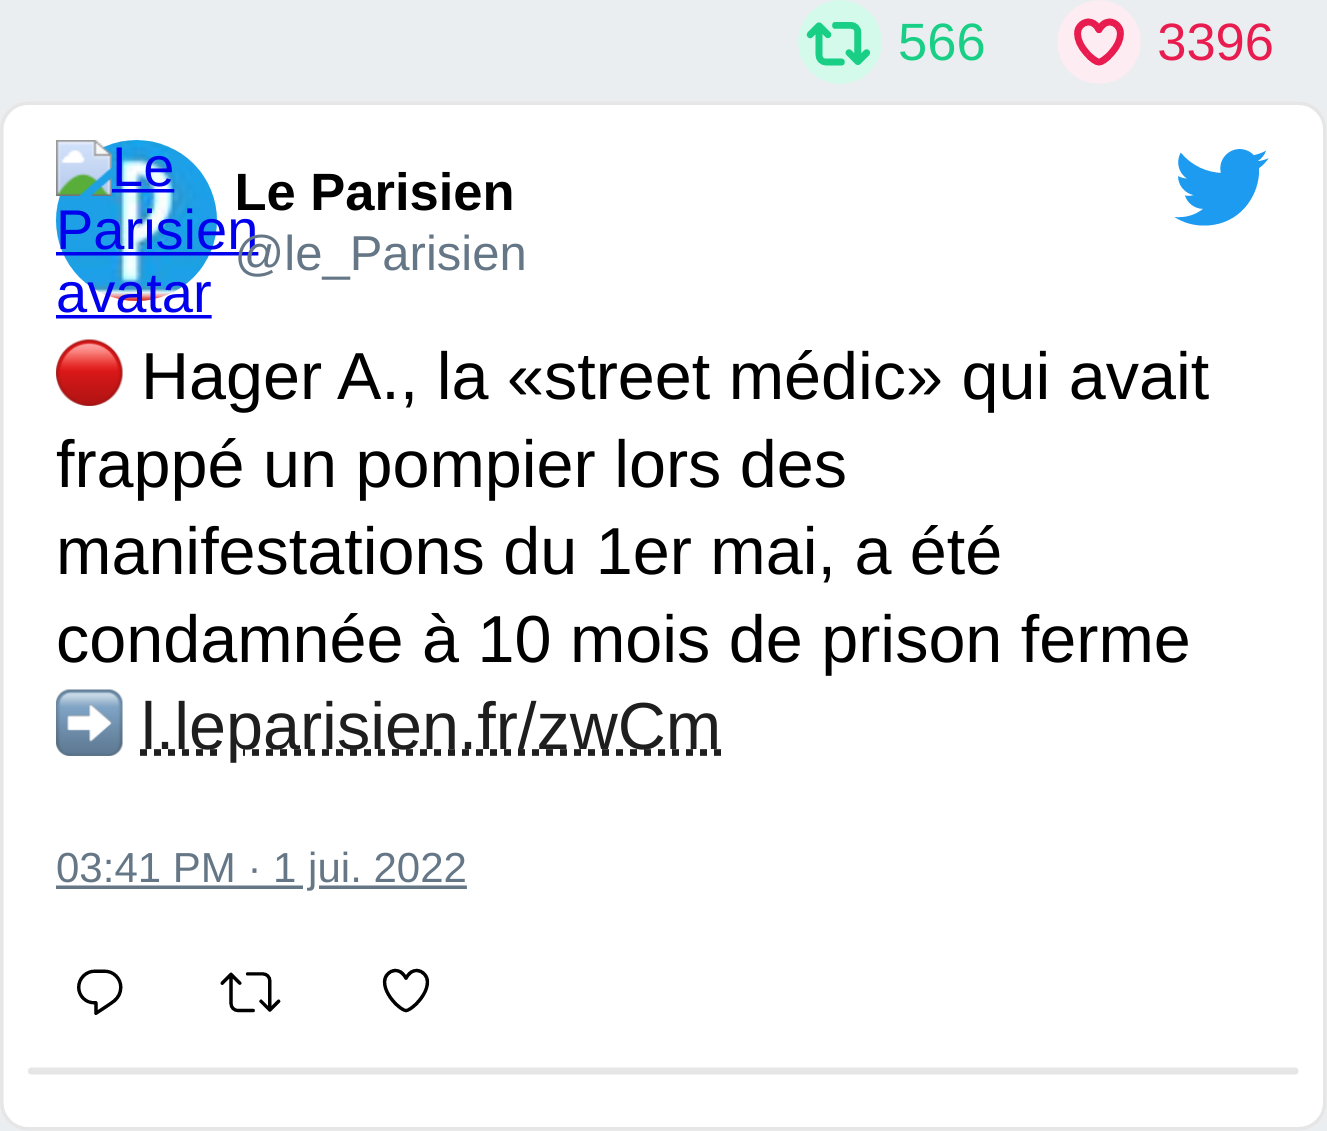 566 3396
Le Parisien avatar
Le Parisien
@le_Parisien
🔴 Hager A., la «street médic» qui avait
frappé un pompier lors des
manifestations du 1er mai, a été
condamnée à 10 mois de prison ferme
➡️ l.leparisien.fr/zwCm
03:41 PM · 1 jui. 2022